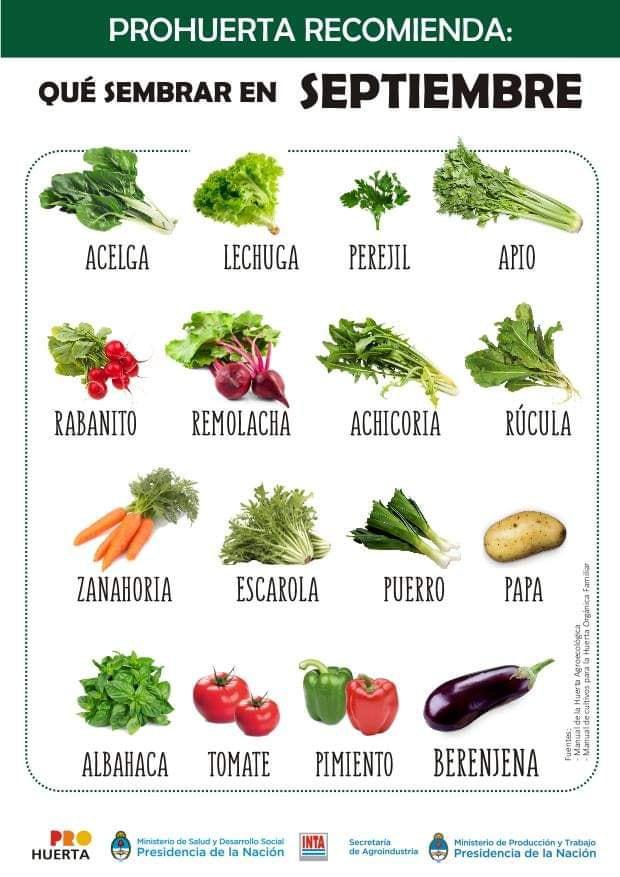 PROHUERTA RECOMIENDA:
QUÉ SEMBRAR EN SEPTIEMBRE
ACELGA LECHUGA PEREJIL APIO
RABANITO REMOLACHA ACHICORIA RÚCULA
ZANAHORIA ESCAROLA PUERRO PAPA
ALBAHACA TOMATE PIMIENTO BERENJENA
Fuentes:
- Manual de la Huerta Agroecológica
- Manual de cultivos para la Huerta Orgánica Familiar
PRO
HUERTA
Ministerio de Salud y Desarrollo Social
Presidencia de la Nación
INTA
Secretaría
de Agroindustria
Ministerio de Producción y Trabajo
Presidencia de la Nación